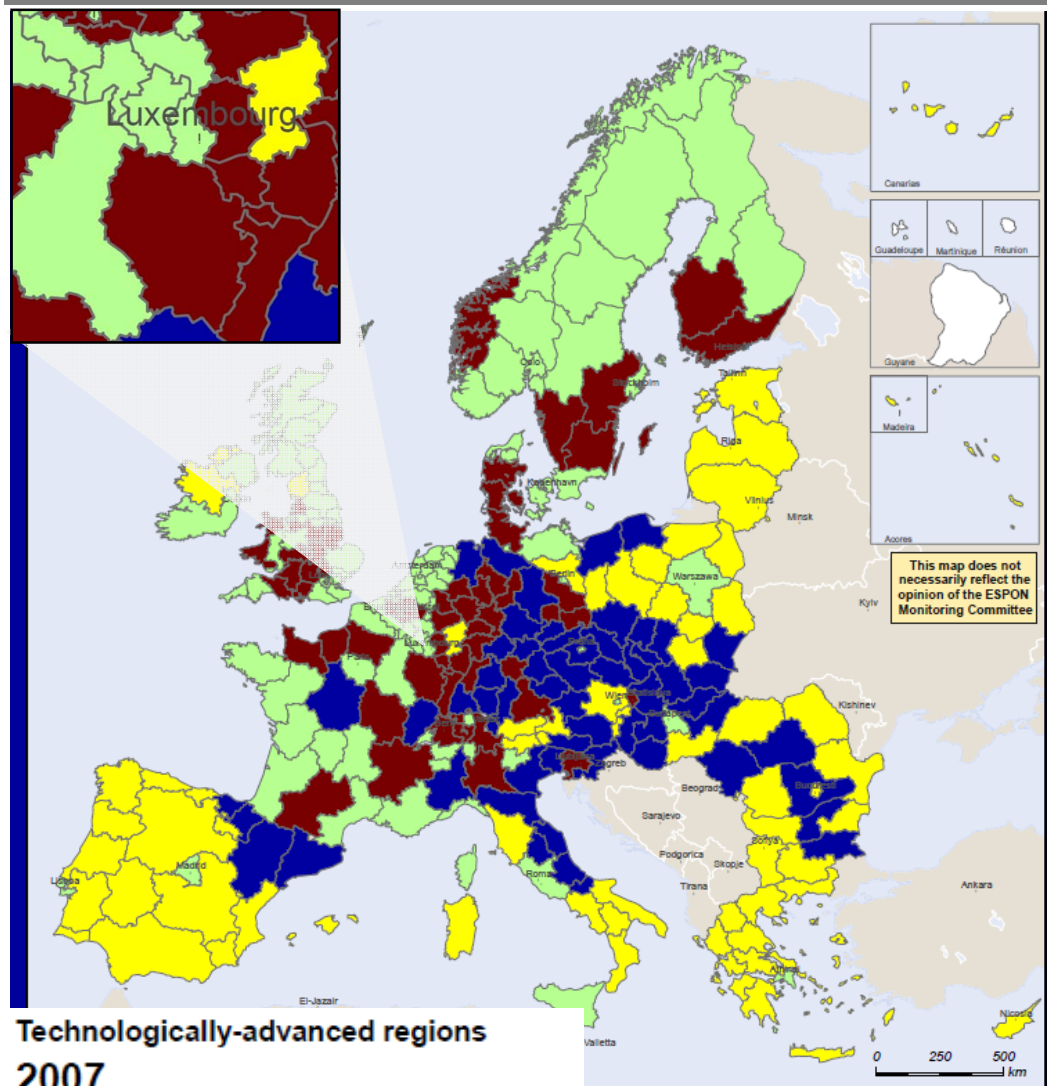 Luxembourg
Canarias
Guadeloupe
Martinique
Réunion
Guyane
Madeira
Acores
This map does not
necessarily reflect the
opinion of the ESPON
Monitoring Committee
Oslo
Helsinki
Stockholm
Tallinn
Riga
København
Vilnius
Minsk
Amsterdam
Berlin
Warszawa
Kyiv
Paris
Wien
Kishinev
Zagreb
Beograd
Sarajevo
Sofiya
Podgorica
Skopje
Tirana
Roma
Madrid
Lisboa
Ankara
El-Jazair
Valletta
Nicosia
0 250 500
km
Technologically-advanced regions
2007